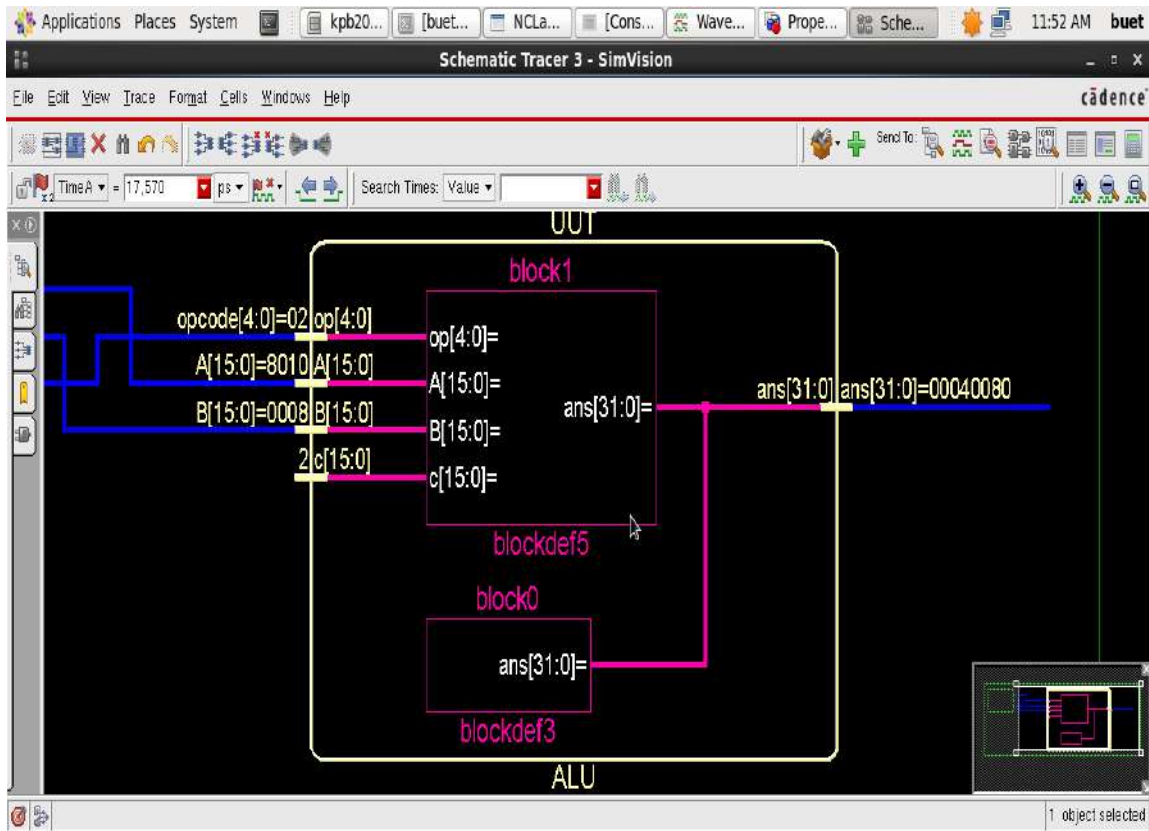 Applications Places System kpb20... [buet... NCLa... [Cons... Wave... Prope... Sche... 11:52 AM buet
Schematic Tracer 3 - SimVision
File Edit View Trace Format Cells Windows Help cādence
Send To:
TimeA = 17,570 ps Search Times: Value
UUT
block1
opcode[4:0]=02 op[4:0] op[4:0]=
A[15:0]=8010 A[15:0] A[15:0]=
ans[31:0]= ans[31:0] ans[31:0]=00040080
B[15:0]=0008 B[15:0] B[15:0]=
2 c[15:0] c[15:0]=
blockdef5
block0
ans[31:0]=
blockdef3
ALU
1 object selected